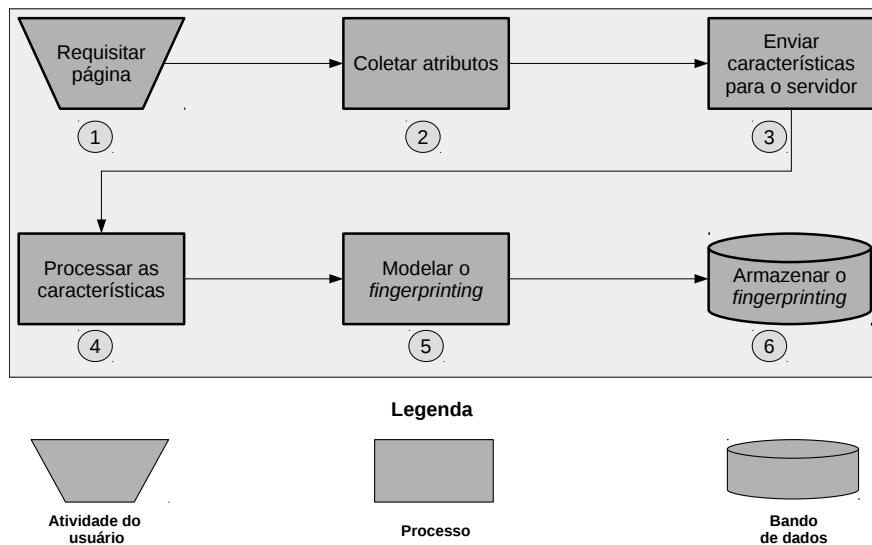 Requisitar
página
Coletar atributos
Enviar
características
para o servidor
1
2
3
Processar as
características
Modelar o
fingerprinting
Armazenar o
fingerprinting
4
5
6
Legenda
Atividade do
usuário
Processo
Bando
de dados